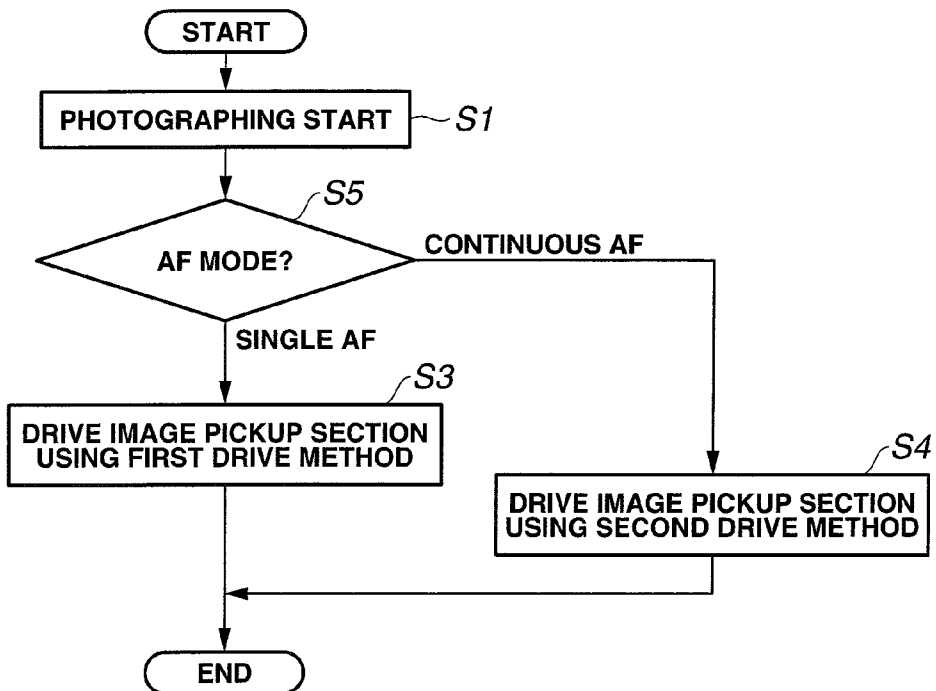 START
PHOTOGRAPHING START
S1
S5
AF MODE?
CONTINUOUS AF
SINGLE AF
S3
DRIVE IMAGE PICKUP SECTION
USING FIRST DRIVE METHOD
S4
DRIVE IMAGE PICKUP SECTION
USING SECOND DRIVE METHOD
END